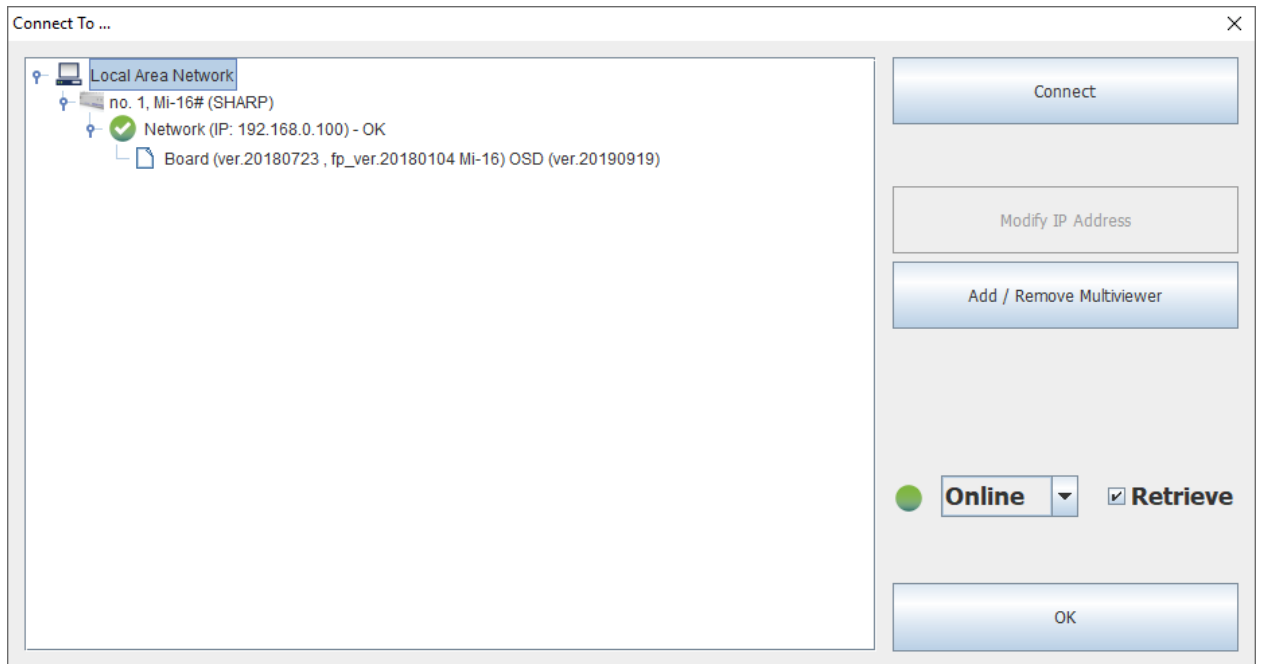 Connect To ...
Local Area Network
no. 1, Mi-16# (SHARP)
Network (IP: 192.168.0.100) - OK
Board (ver.20180723 , fp_ver.20180104 Mi-16) OSD (ver.20190919)
Connect
Modify IP Address
Add / Remove Multiviewer
Online
Retrieve
OK